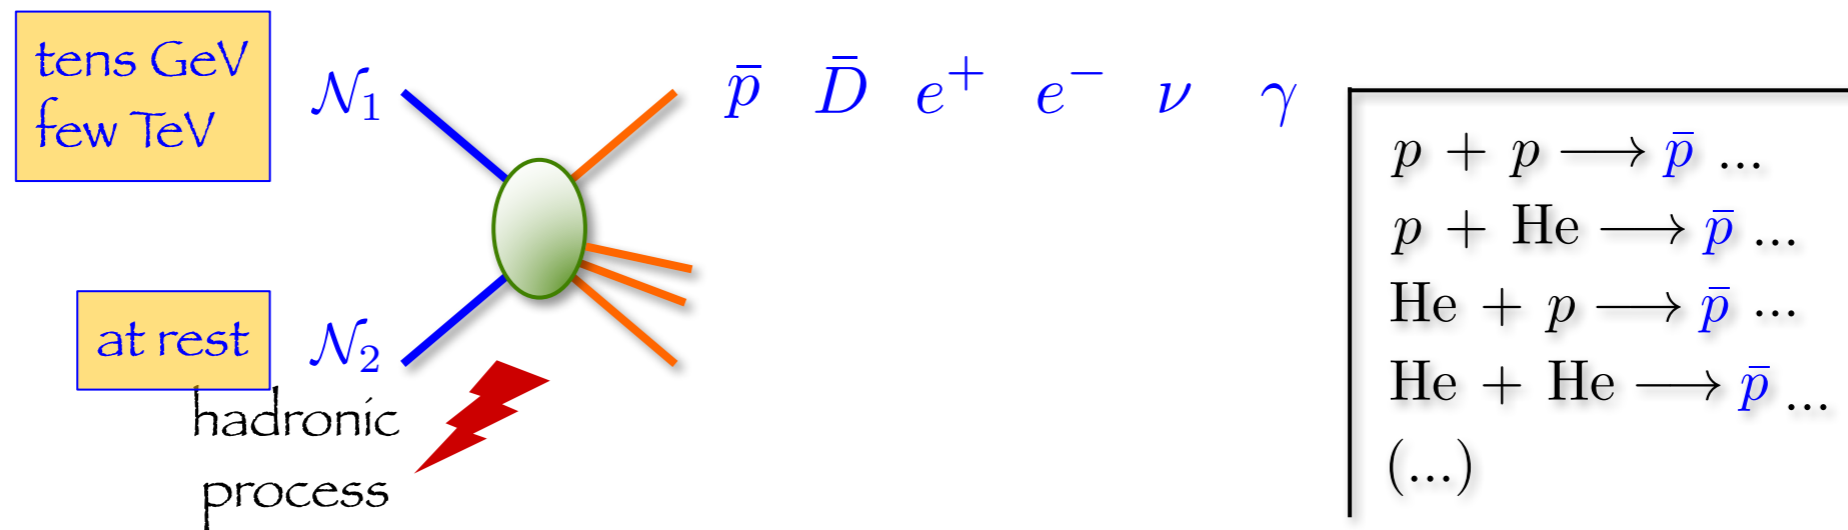 tens GeV
few TeV
𝒩₁
p̄ D̄ e⁺ e⁻ ν γ
at rest
𝒩₂
hadronic
process
p + p ⟶ p̄ ...
p + He ⟶ p̄ ...
He + p ⟶ p̄ ...
He + He ⟶ p̄ ...
(...)